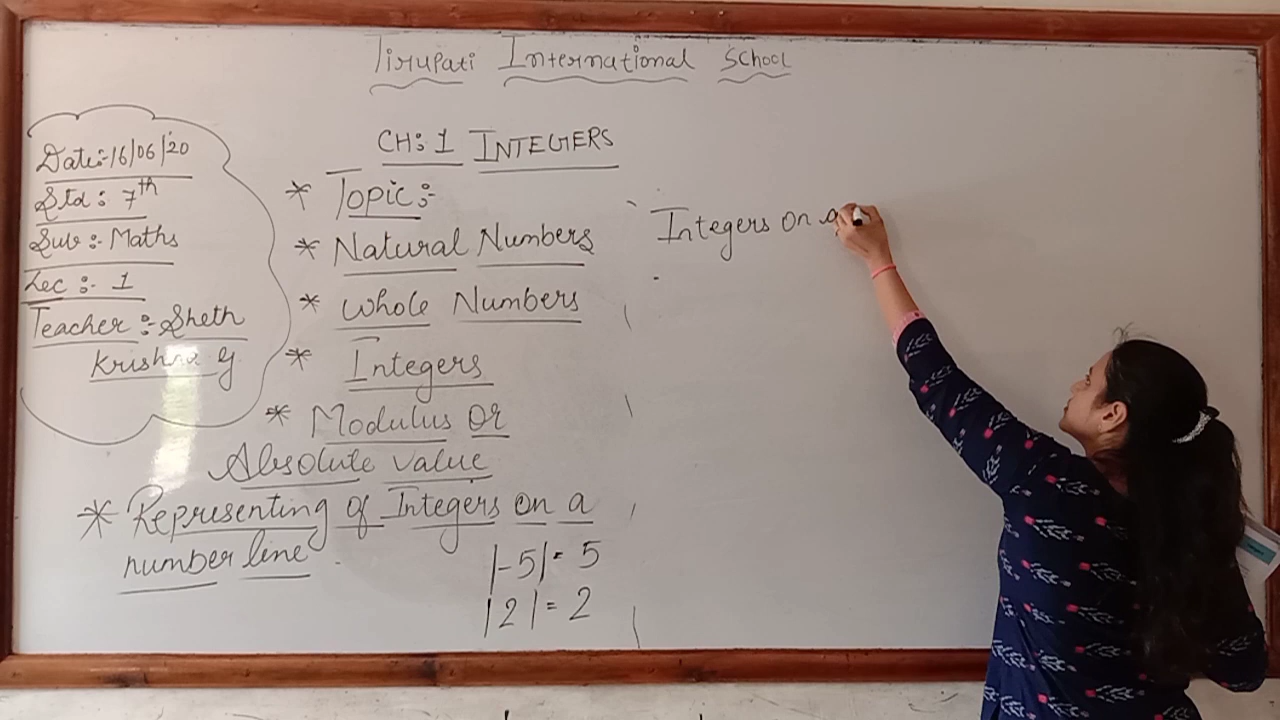 Tirupati International School
Date:-16/06/20
Std : 7th
Sub :- Maths
Lec :- 1
Teacher :- Sheth
Krishna G
CH: 1 INTEGERS
* Topic :-
* Natural Numbers
* Whole Numbers
* Integers
* Modulus Or
Absolute value
* Representing of Integers on a
number line.
|-5| = 5
|2| = 2
Integers on a